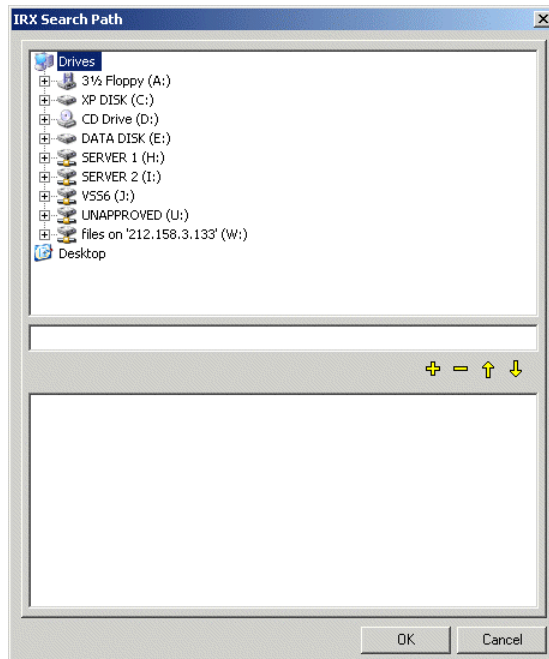 IRX Search Path
Drives
3½ Floppy (A:)
XP DISK (C:)
CD Drive (D:)
DATA DISK (E:)
SERVER 1 (H:)
SERVER 2 (I:)
VSS6 (J:)
UNAPPROVED (U:)
files on '212.158.3.133' (W:)
Desktop
OK Cancel